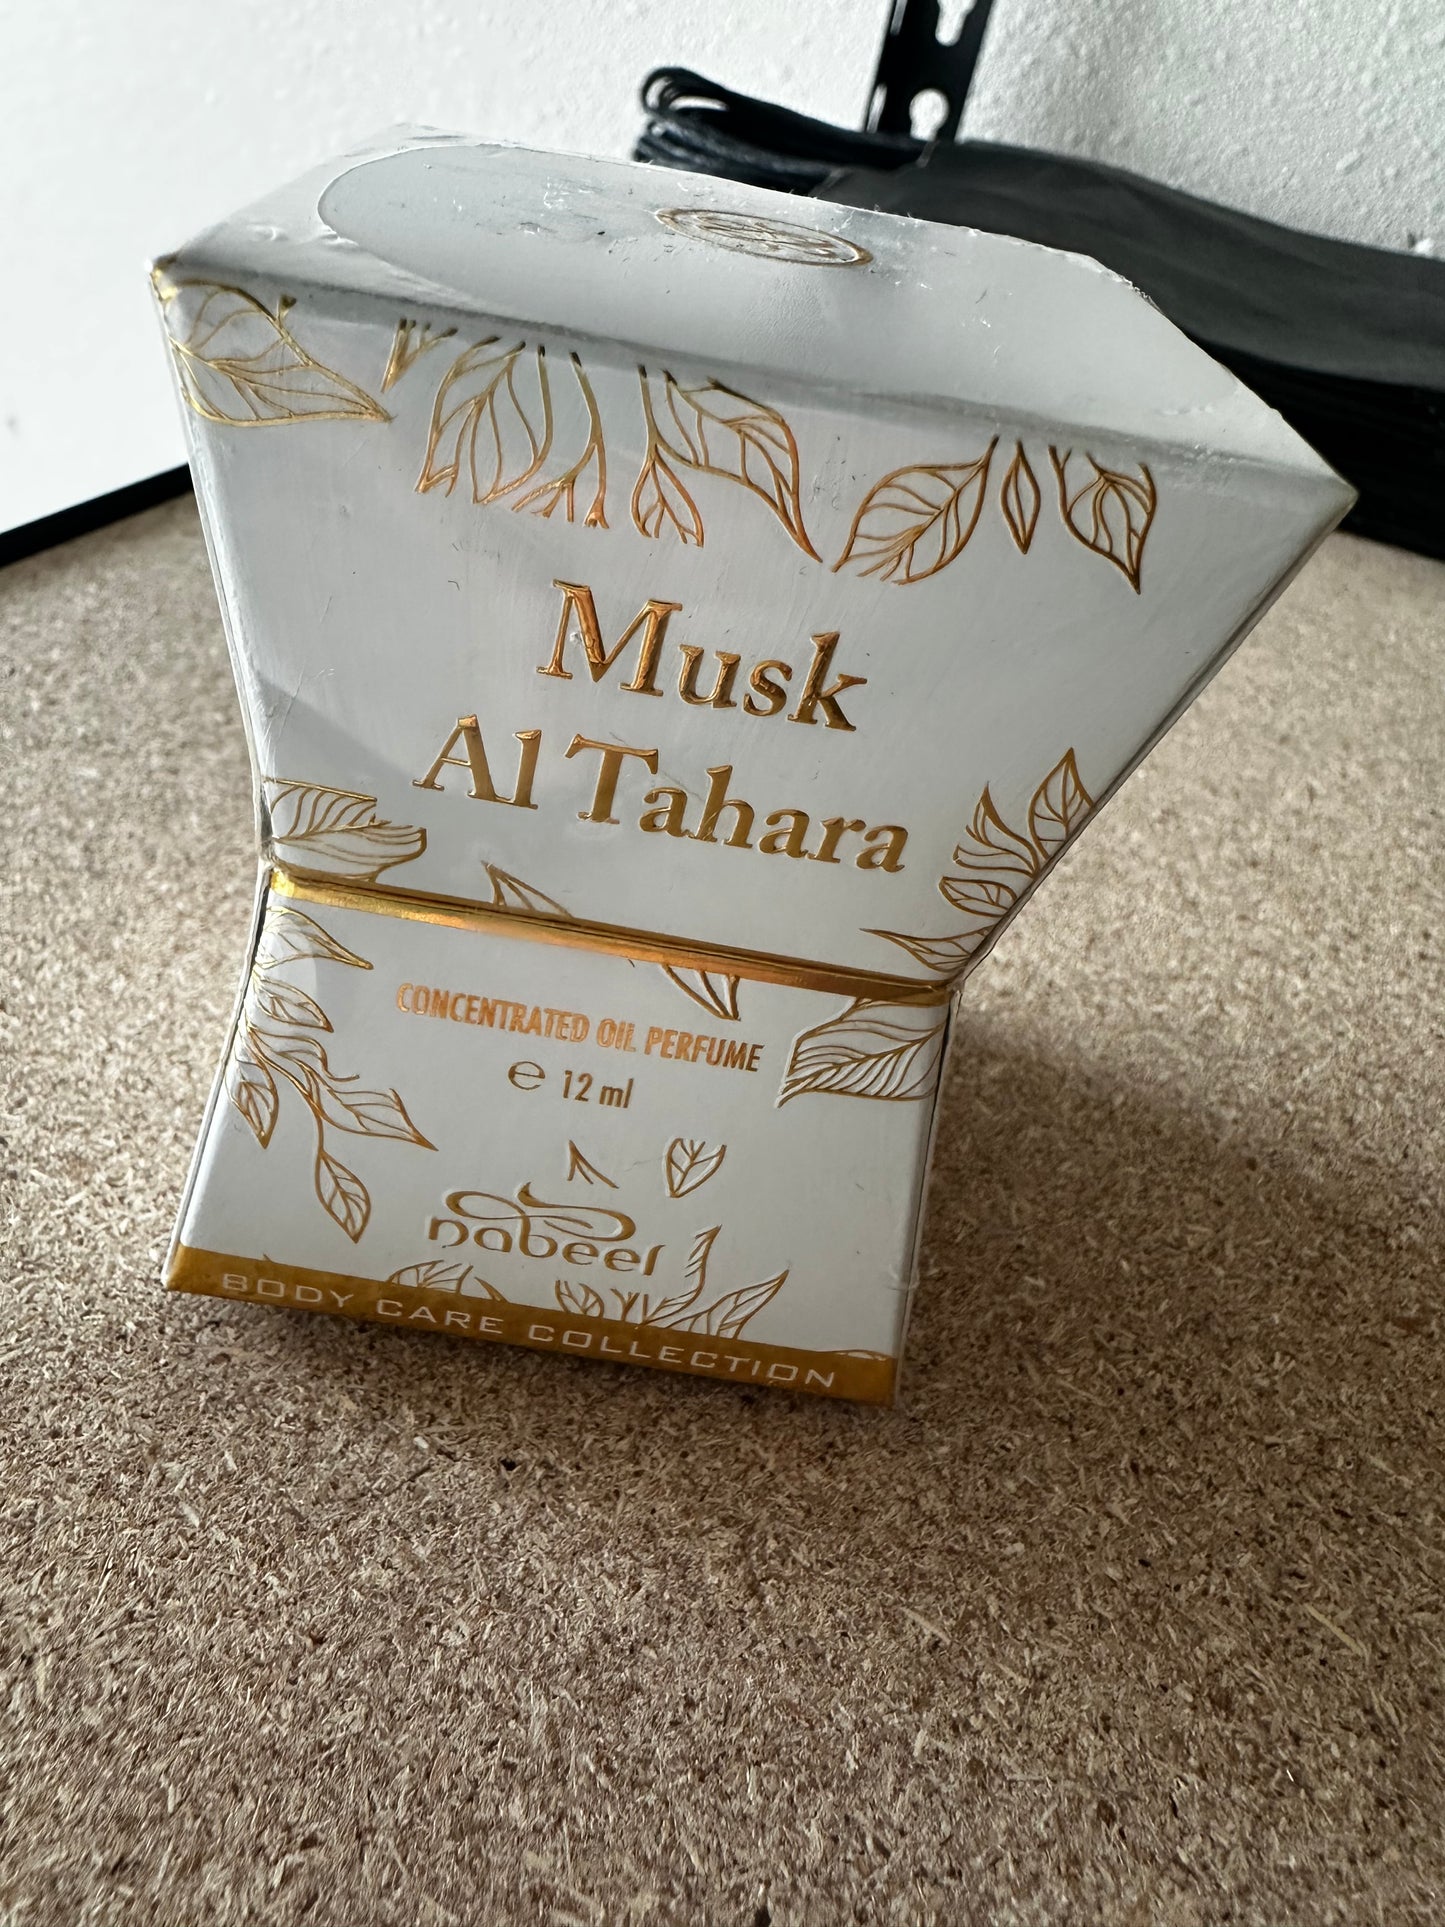 Musk
Al Tahara
CONCENTRATED OIL PERFUME
℮ 12 ml
nabeel
BODY CARE COLLECTION